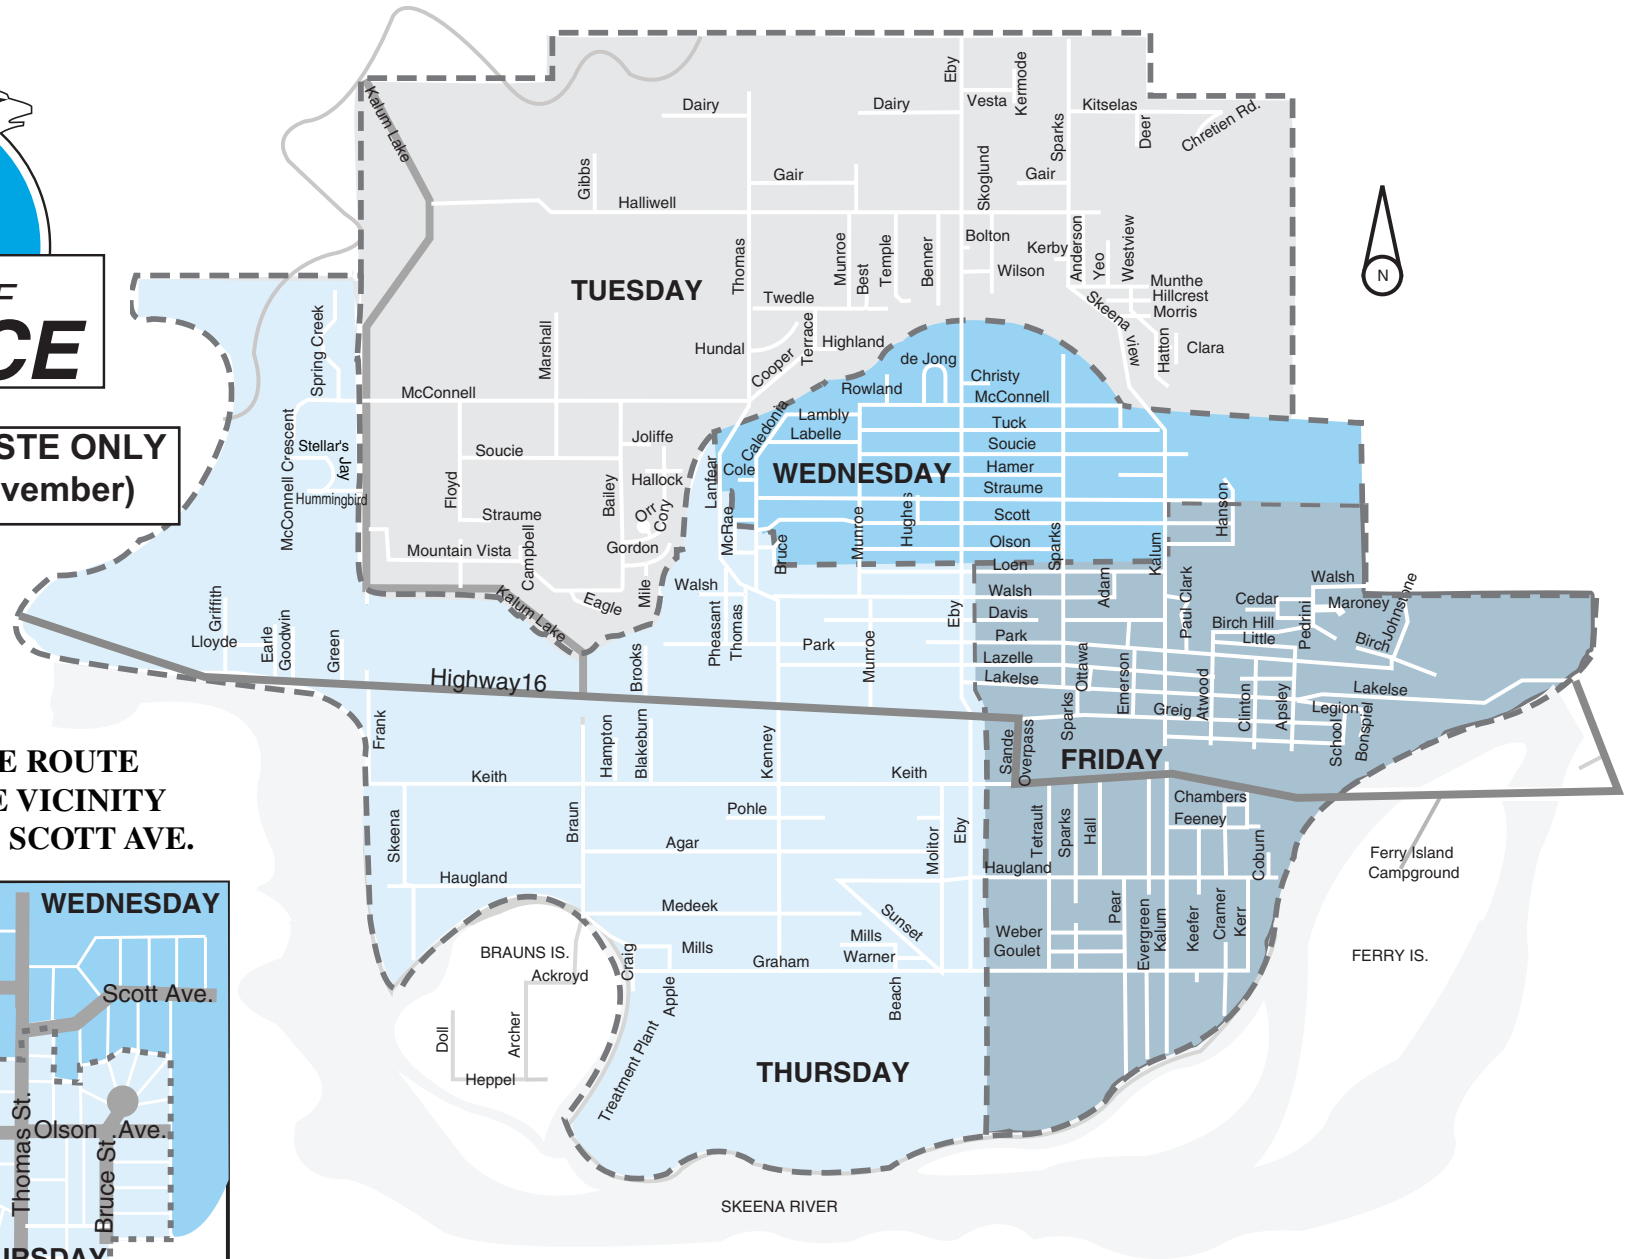 CE
STE ONLY
vember)
E ROUTE
E VICINITY
SCOTT AVE.
WEDNESDAY
Scott Ave.
Thomas St.
Olson Ave.
Bruce St.
Kalum Lake
Dairy
Dairy
Eby
Vesta
Kermode
Sparks
Kitselas
Deer
Chretien Rd.
Gibbs
Gair
Skoglund
Gair
Halliwell
Thomas
Munroe
Best
Temple
Benner
Bolton
Wilson
Kerby
Anderson
Yeo
Westview
Munthe
Hillcrest
Morris
Skeena view
Hatton
Clara
N
TUESDAY
Twedle
Terrace
Highland
Hundal
Cooper
Marshall
Spring Creek
McConnell
McConnell Crescent
Stellar's
Jay
Hummingbird
Soucie
Floyd
Straume
Campbell
Mountain Vista
Joliffe
Hallock
Bailey
Orr
Cory
Gordon
Mile
Eagle
Kalum Lake
de Jong
Christy
Rowland
McConnell
Caledonia
Lambly
Labelle
Tuck
Soucie
Lanfear
Cole
WEDNESDAY
Hamer
Straume
McRae
Bruce
Munroe
Hughes
Scott
Olson
Sparks
Kalum
Hanson
Loen
Walsh
Walsh
Davis
Park
Lazelle
Lakelse
Eby
Adam
Paul Clark
Walsh
Cedar
Maroney
Johnstone
Birch Hill
Little
Pedrini
Birch
Griffith
Lloyde
Earle
Goodwin
Green
Pheasant
Thomas
Park
Munroe
Brooks
Highway16
Ottawa
Emerson
Greig
Atwood
Clinton
Apsley
Lakelse
Legion
School
Bonspiel
Sparks
Frank
Hampton
Blakeburn
Kenney
Sande
Overpass
FRIDAY
Keith
Keith
Skeena
Braun
Pohle
Agar
Molitor
Eby
Tetrault
Sparks
Hall
Chambers
Feeney
Coburn
Haugland
Haugland
Medeek
Sunset
Pear
Evergreen
Kalum
Keefer
Cramer
Kerr
Weber
Goulet
Ferry Island
Campground
FERRY IS.
BRAUNS IS.
Ackroyd
Craig
Mills
Mills
Warner
Graham
Apple
Beach
Doll
Archer
Heppel
Treatment Plant
THURSDAY
SKEENA RIVER